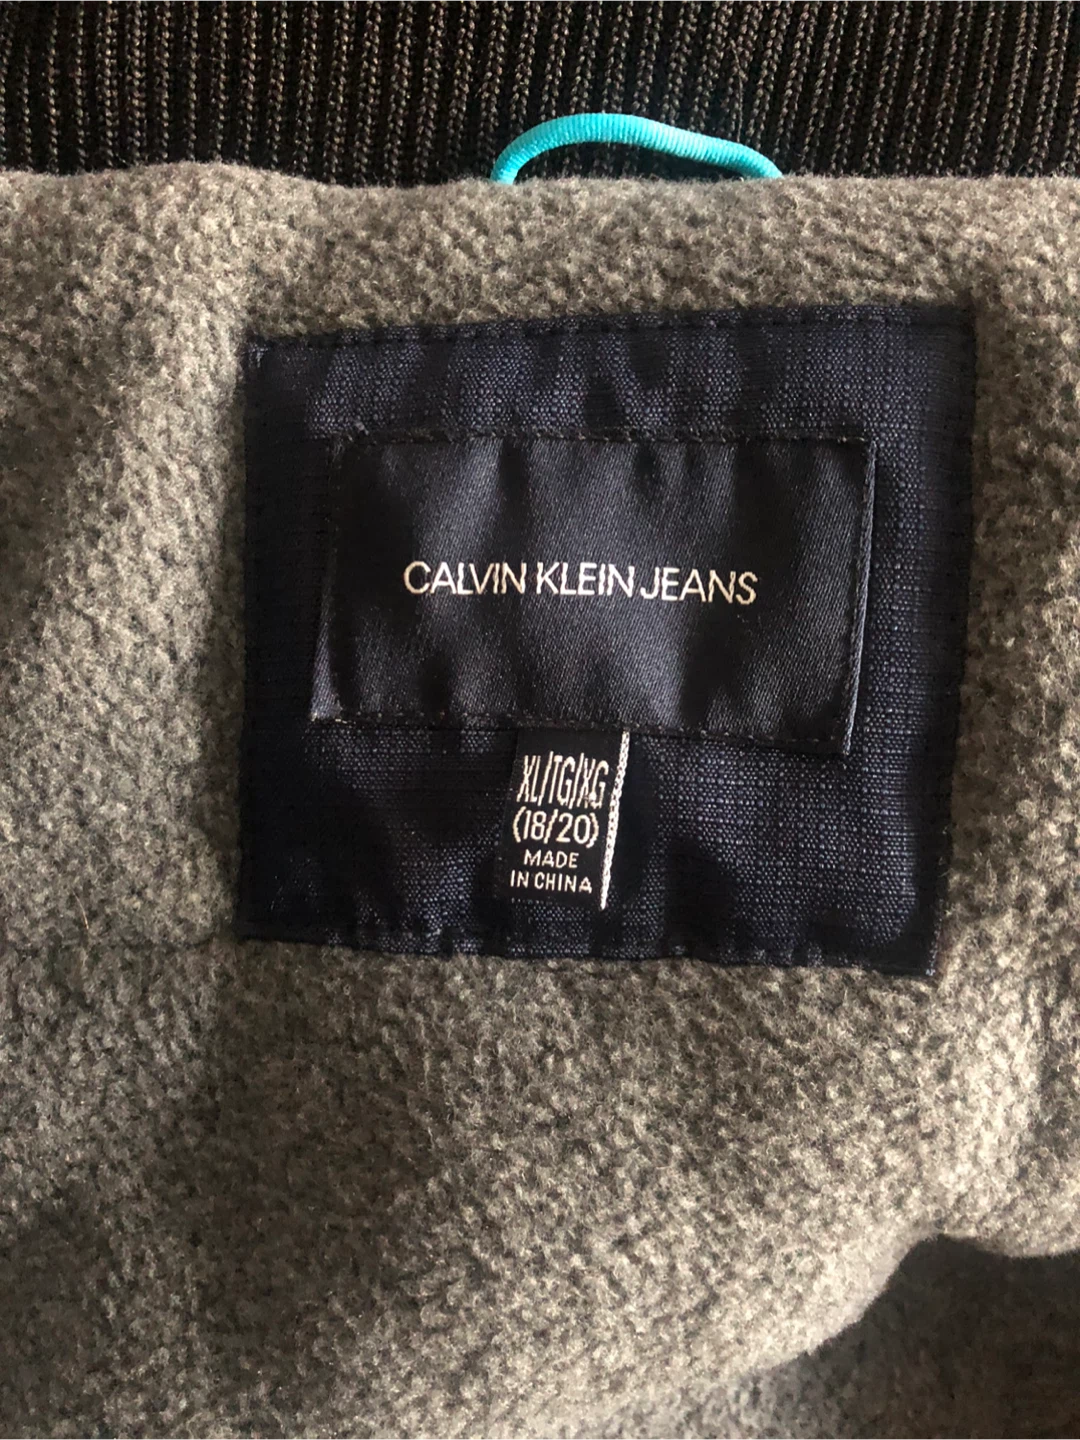 CALVIN KLEIN JEANS
XL/TG/XG
(18/20)
MADE
IN CHINA